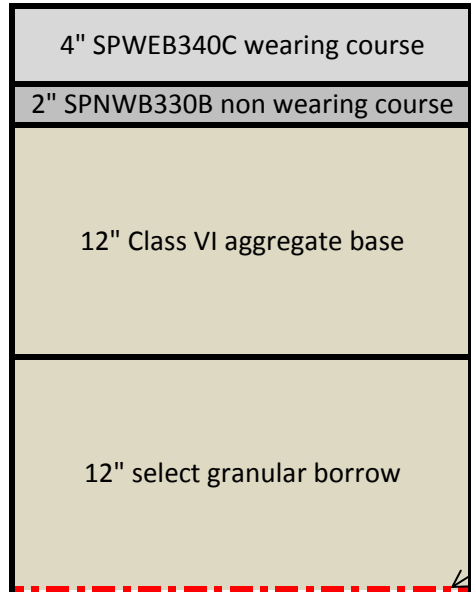 4" SPWEB340C wearing course
2" SPNWB330B non wearing course
12" Class VI aggregate base
12" select granular borrow